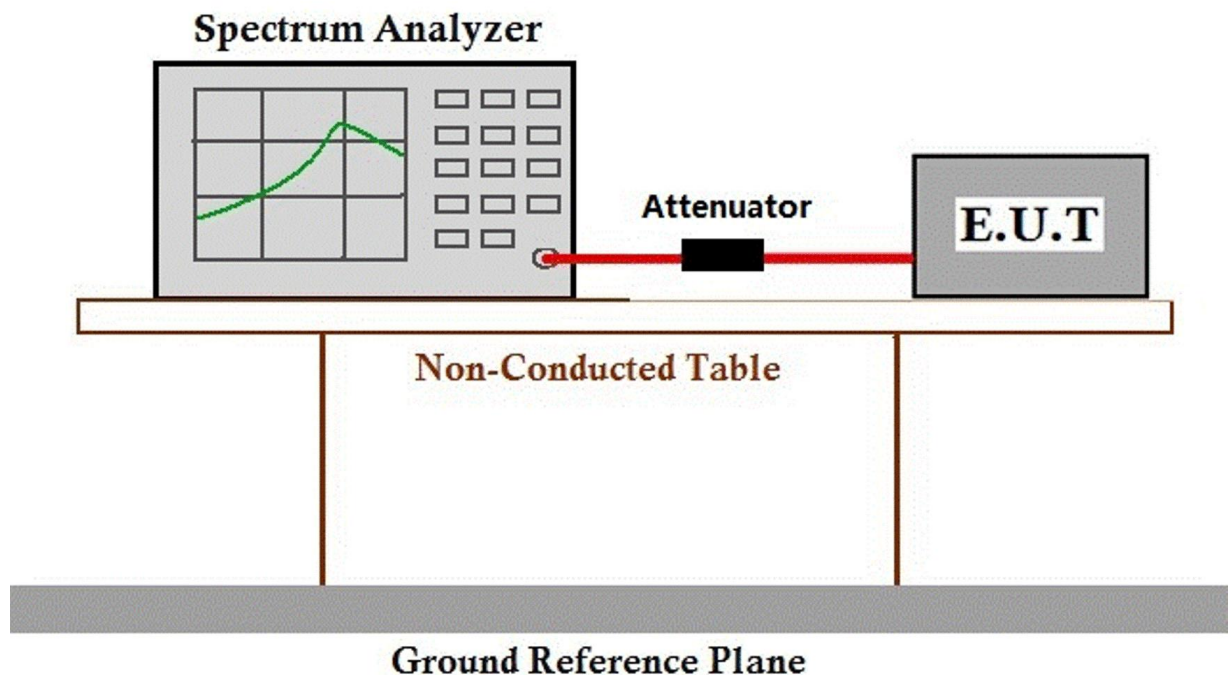 Spectrum Analyzer
Attenuator
E.U.T
Non-Conducted Table
Ground Reference Plane